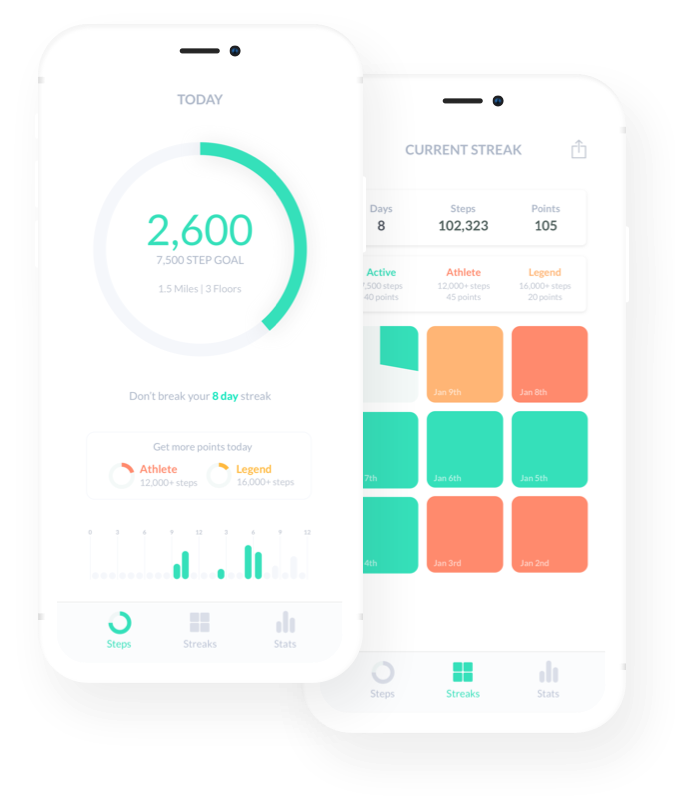 TODAY
2,600
7,500 STEP GOAL
1.5 Miles | 3 Floors
Don't break your 8 day streak
Get more points today
Athlete
12,000+ steps
Legend
16,000+ steps
0 3 6 9 12 3 6 9 12
Steps Streaks Stats
CURRENT STREAK
Days Steps Points
8 102,323 105
Active Athlete Legend
,500 steps 12,000+ steps 16,000+ steps
40 points 45 points 20 points
Jan 9th Jan 8th
7th Jan 6th Jan 5th
4th Jan 3rd Jan 2nd
Steps Streaks Stats